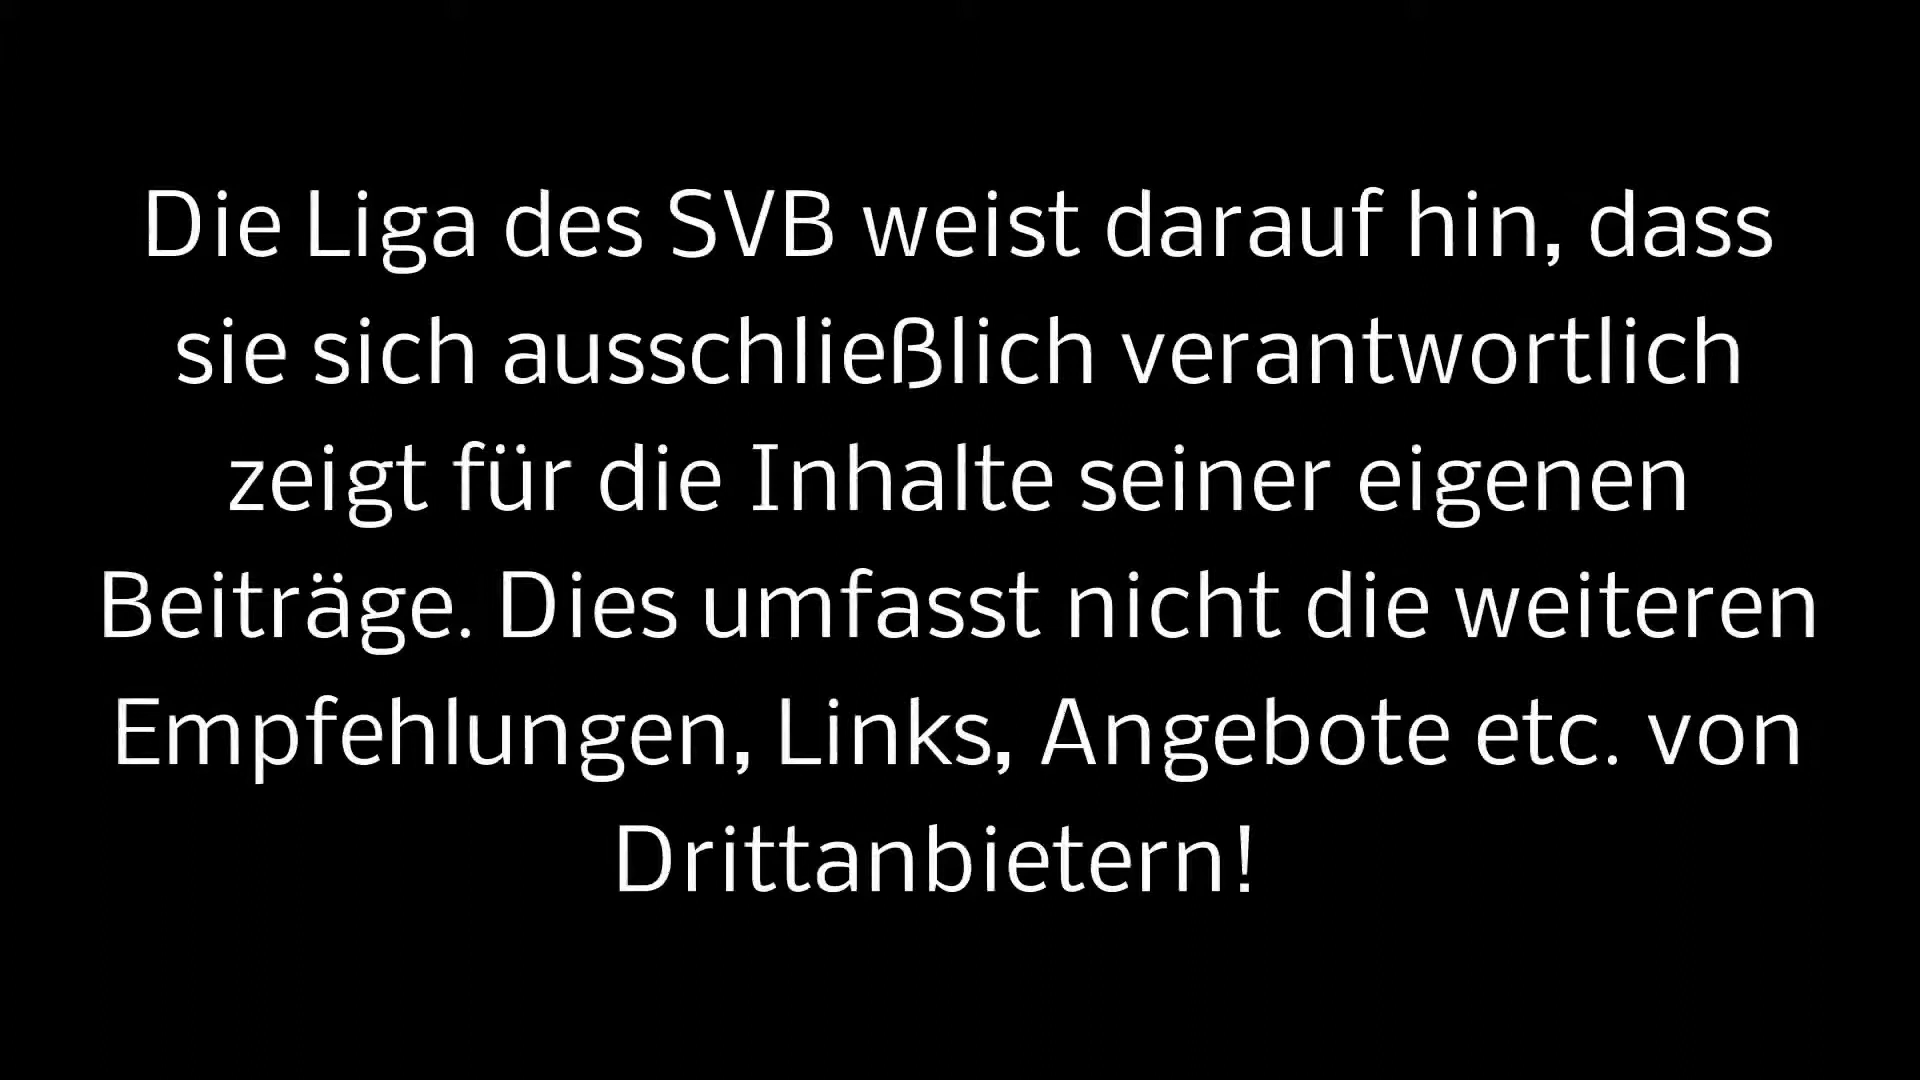 Die Liga des SVB weist darauf hin, dass
sie sich ausschließlich verantwortlich
zeigt für die Inhalte seiner eigenen
Beiträge. Dies umfasst nicht die weiteren
Empfehlungen, Links, Angebote etc. von
Drittanbietern!